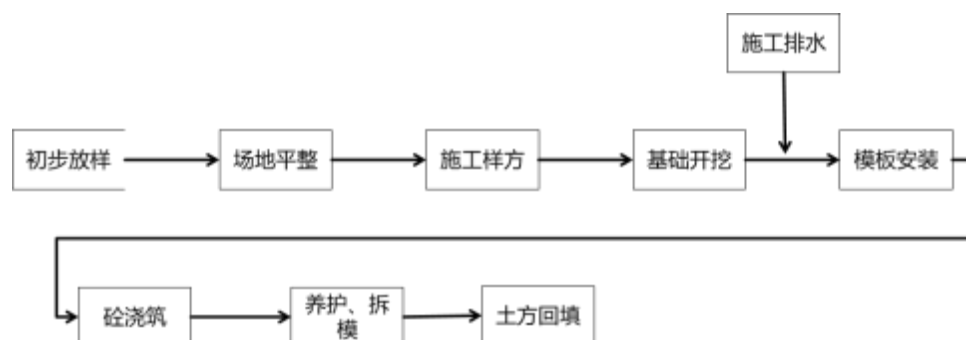 施工排水
初步放样
场地平整
施工样方
基础开挖
模板安装
砼浇筑
养护、拆
模
土方回填